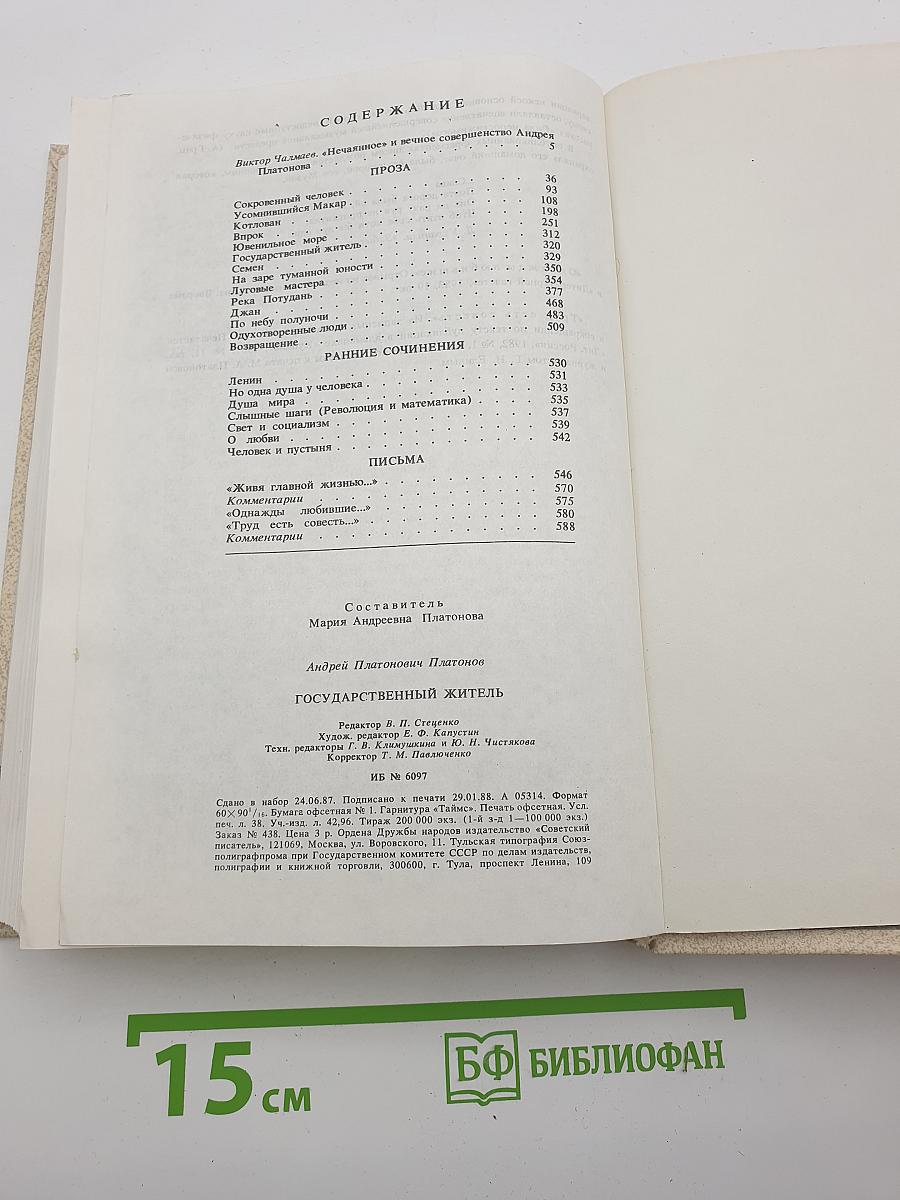 СОДЕРЖАНИЕ
Виктор Чалмаев. «Нечаянное» и вечное совершенство Андрея
Платонова . . . . . . . . . . . . 5
ПРОЗА
Сокровенный человек . . . . . . . . . . 36
Усомнившийся Макар . . . . . . . . . . 93
Котлован . . . . . . . . . . . . 108
Впрок . . . . . . . . . . . . 198
Ювенильное море . . . . . . . . . . 251
Государственный житель . . . . . . . . . 312
Семен . . . . . . . . . . . . 320
На заре туманной юности . . . . . . . . 329
Луговые мастера . . . . . . . . . . 350
Река Потудань . . . . . . . . . . 354
Джан . . . . . . . . . . . . 377
По небу полуночи . . . . . . . . . . 468
Одухотворенные люди . . . . . . . . . 483
Возвращение . . . . . . . . . . . 509
РАННИЕ СОЧИНЕНИЯ
Ленин . . . . . . . . . . . . 530
Но одна душа у человека . . . . . . . . 531
Душа мира . . . . . . . . . . . 533
Слышные шаги (Революция и математика) . . . . 535
Свет и социализм . . . . . . . . . . 537
О любви . . . . . . . . . . . 539
Человек и пустыня . . . . . . . . . . 542
ПИСЬМА
«Живя главной жизнью...» . . . . . . . . 546
Комментарии . . . . . . . . . . . 570
«Однажды любившие...» . . . . . . . . . 575
«Труд есть совесть...» . . . . . . . . . 580
Комментарии . . . . . . . . . . . 588
Составитель
Мария Андреевна Платонова
Андрей Платонович Платонов
ГОСУДАРСТВЕННЫЙ ЖИТЕЛЬ
Редактор В. П. Стеценко
Худож. редактор Е. Ф. Капустин
Техн. редакторы Г. В. Климушкина и Ю. Н. Чистякова
Корректор Т. М. Павлюченко
ИБ № 6097
Сдано в набор 24.06.87. Подписано к печати 29.01.88. А 05314. Формат
60×90¹/₁₆. Бумага офсетная № 1. Гарнитура «Таймс». Печать офсетная. Усл.
печ. л. 38. Уч.-изд. л. 42,96. Тираж 200 000 экз. (1-й з-д 1—100 000 экз.)
Заказ № 438. Цена 3 р. Ордена Дружбы народов издательство «Советский
писатель», 121069, Москва, ул. Воровского, 11. Тульская типография Союз-
полиграфпрома при Государственном комитете СССР по делам издательств,
полиграфии и книжной торговли, 300600, г. Тула, проспект Ленина, 109
15 см
БФ БИБЛИОФАН